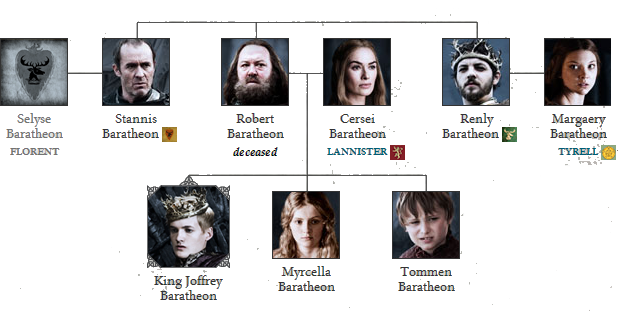 Selyse
Baratheon
FLORENT
Stannis
Baratheon
Robert
Baratheon
deceased
Cersei
Baratheon
LANNISTER
Renly
Baratheon
Margaery
Baratheon
TYRELL
King Joffrey
Baratheon
Myrcella
Baratheon
Tommen
Baratheon